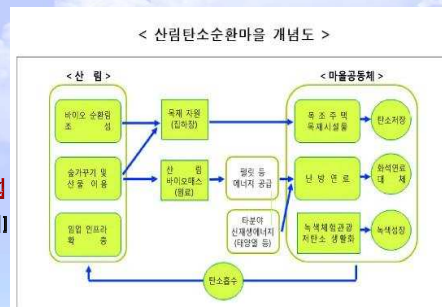 < 산림탄소순환마을 개념도 >
< 산 림 >
< 마을공동체 >
바이오 순환림
조 성
목재 자원
(집하장)
목 조 주 택
목재시설물
탄소저장
숲가꾸기 및
산물 이용
산 림
바이오매스
(원료)
펠릿 등
에너지 공급
난 방 연 료
화석연료
대 체
임업 인프라
확 충
타분야
신재생에너지
(태양열 등)
녹색체험관광
저탄소 생활화
녹색성장
탄소흡수